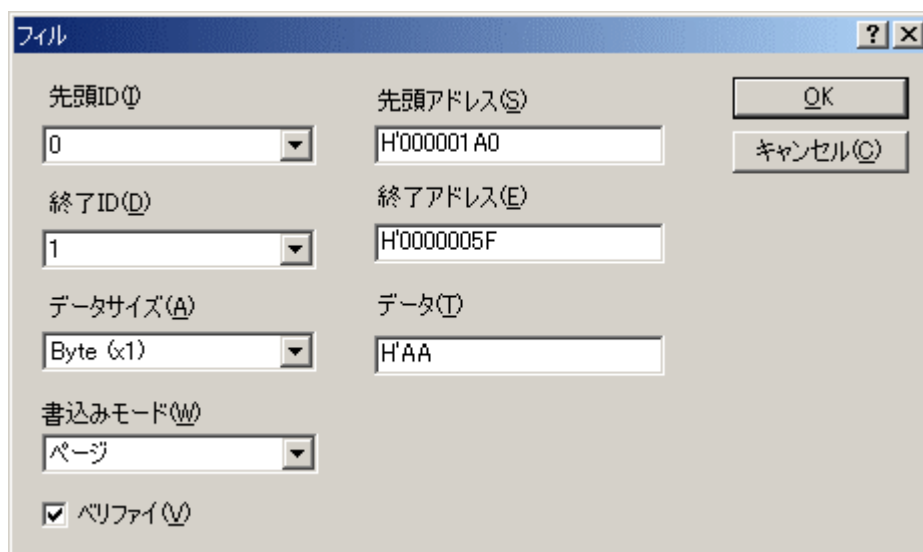 フィル
先頭ID(I)
0
先頭アドレス(S)
H'000001A0
OK
キャンセル(C)
終了ID(D)
1
終了アドレス(E)
H'0000005F
データサイズ(A)
Byte (x1)
データ(T)
H'AA
書込みモード(W)
ページ
ベリファイ(V)